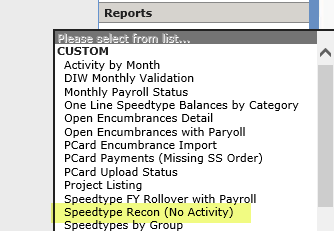 Reports
Please select from list...
CUSTOM
Activity by Month
DIW Monthly Validation
Monthly Payroll Status
One Line Speedtype Balances by Category
Open Encumbrances Detail
Open Encumbrances with Paryoll
PCard Encumbrance Import
PCard Payments (Missing SS Order)
PCard Upload Status
Project Listing
Speedtype FY Rollover with Payroll
Speedtype Recon (No Activity)
Speedtypes by Group